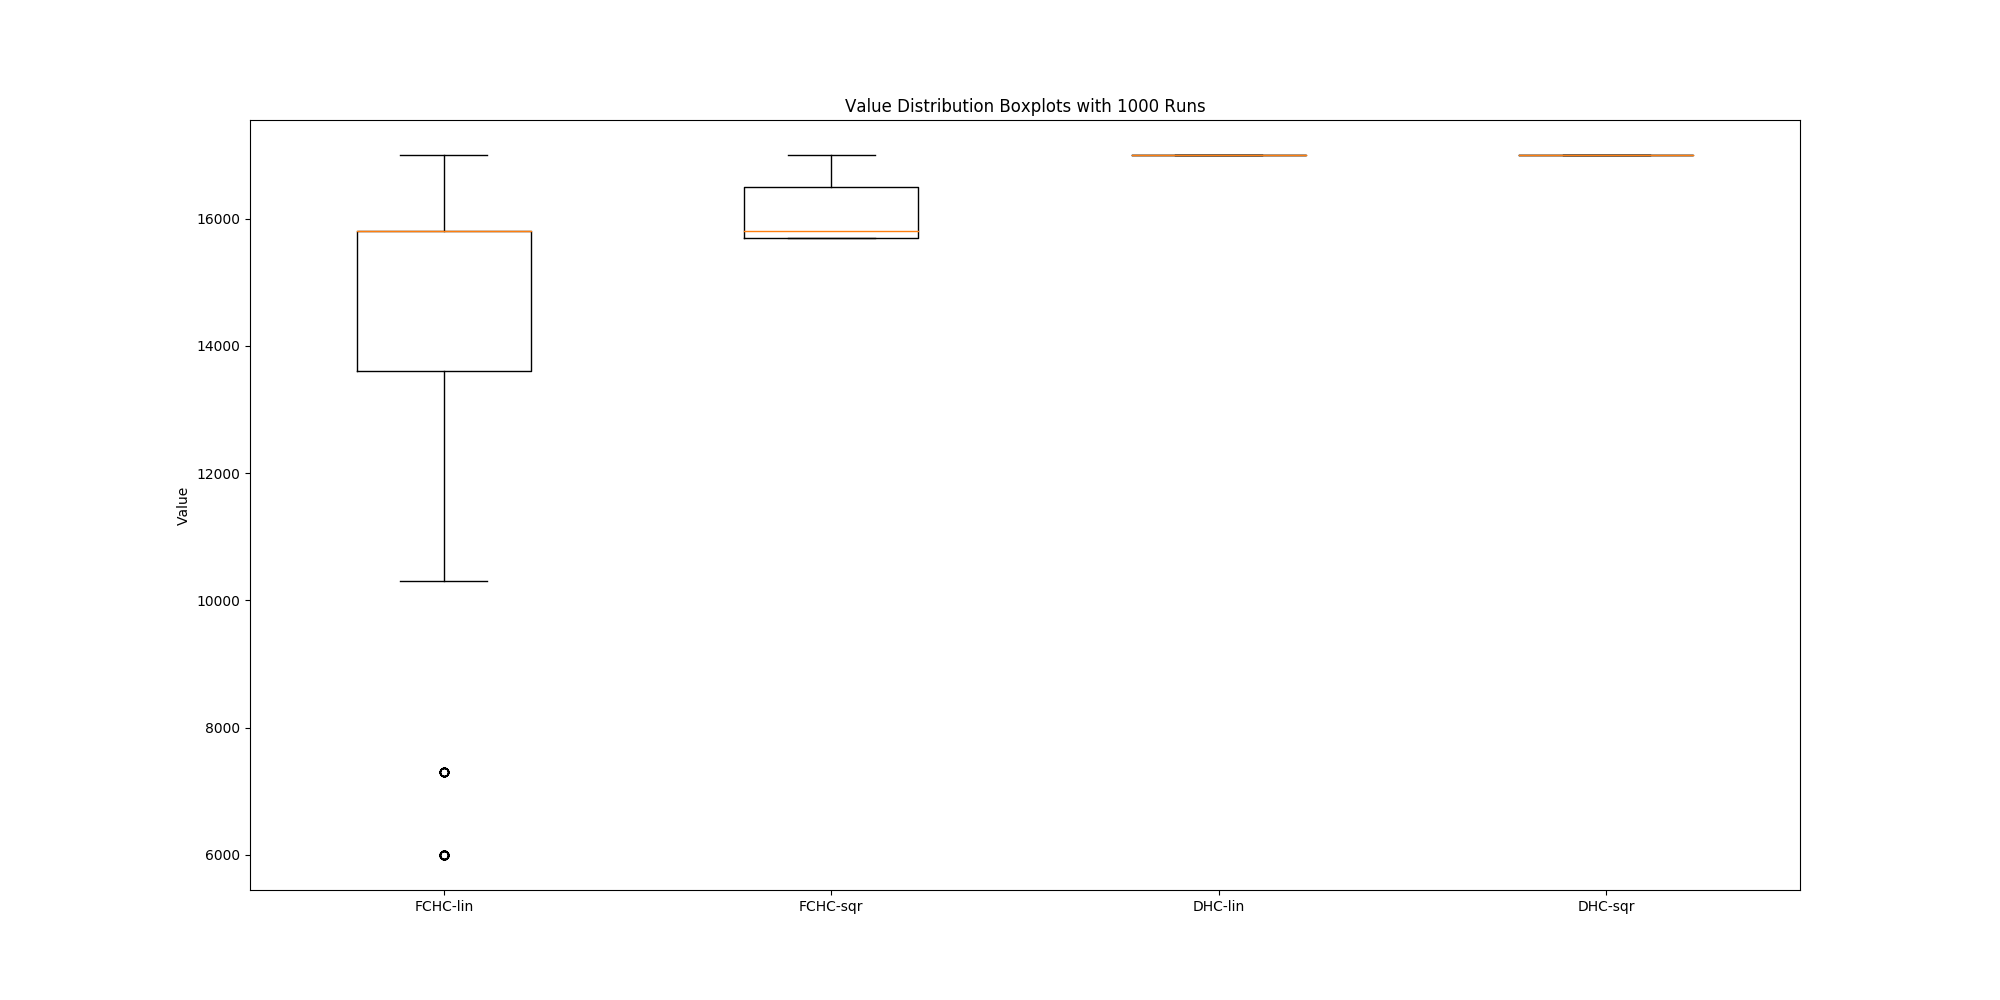 Value Distribution Boxplots with 1000 Runs
16000
14000
12000
10000
8000
6000
Value
FCHC-lin FCHC-sqr DHC-lin DHC-sqr